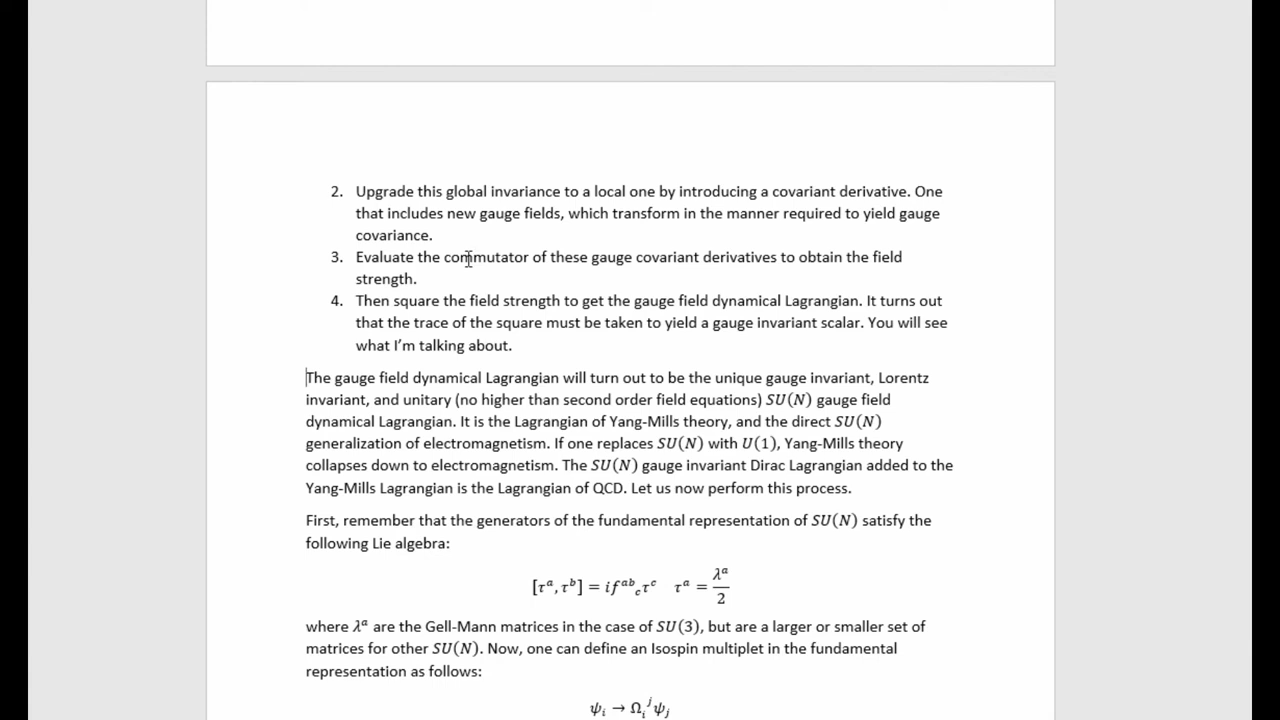 2. Upgrade this global invariance to a local one by introducing a covariant derivative. One
that includes new gauge fields, which transform in the manner required to yield gauge
covariance.
3. Evaluate the commutator of these gauge covariant derivatives to obtain the field
strength.
4. Then square the field strength to get the gauge field dynamical Lagrangian. It turns out
that the trace of the square must be taken to yield a gauge invariant scalar. You will see
what I'm talking about.
The gauge field dynamical Lagrangian will turn out to be the unique gauge invariant, Lorentz
invariant, and unitary (no higher than second order field equations) 𝑆𝑈(𝑁) gauge field
dynamical Lagrangian. It is the Lagrangian of Yang-Mills theory, and the direct 𝑆𝑈(𝑁)
generalization of electromagnetism. If one replaces 𝑆𝑈(𝑁) with 𝑈(1), Yang-Mills theory
collapses down to electromagnetism. The 𝑆𝑈(𝑁) gauge invariant Dirac Lagrangian added to the
Yang-Mills Lagrangian is the Lagrangian of QCD. Let us now perform this process.
First, remember that the generators of the fundamental representation of 𝑆𝑈(𝑁) satisfy the
following Lie algebra:
[τ^a, τ^b] = if^{ab}_c τ^c τ^a = λ^a/2
where λ^a are the Gell-Mann matrices in the case of 𝑆𝑈(3), but are a larger or smaller set of
matrices for other 𝑆𝑈(𝑁). Now, one can define an Isospin multiplet in the fundamental
representation as follows:
ψ_i → Ω_i^j ψ_j